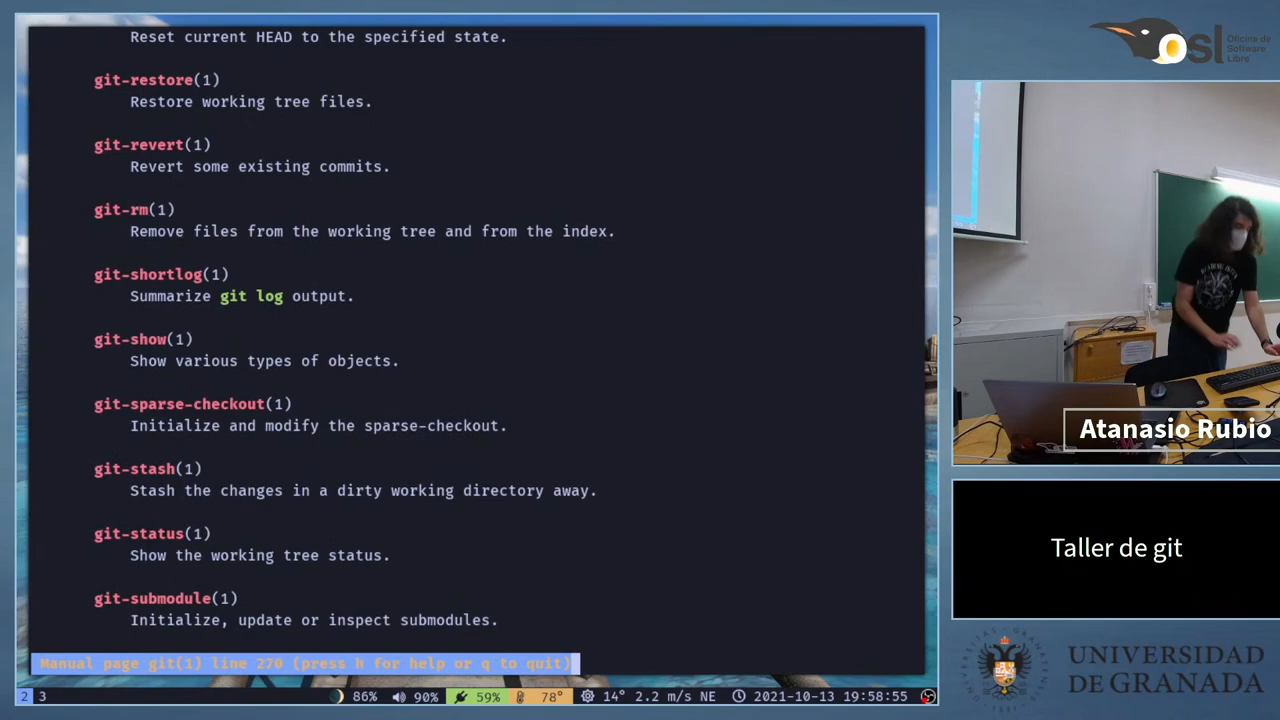 Reset current HEAD to the specified state.
git-restore(1)
Restore working tree files.
git-revert(1)
Revert some existing commits.
git-rm(1)
Remove files from the working tree and from the index.
git-shortlog(1)
Summarize git log output.
git-show(1)
Show various types of objects.
git-sparse-checkout(1)
Initialize and modify the sparse-checkout.
git-stash(1)
Stash the changes in a dirty working directory away.
git-status(1)
Show the working tree status.
git-submodule(1)
Initialize, update or inspect submodules.
Manual page git(1) line 270 (press h for help or q to quit)
2 3 86% 90% 59% 78° 14° 2.2 m/s NE 2021-10-13 19:58:55
osl
Oficina de
Software
Libre
Atanasio Rubio
Taller de git
UNIVERSIDAD
DE GRANADA